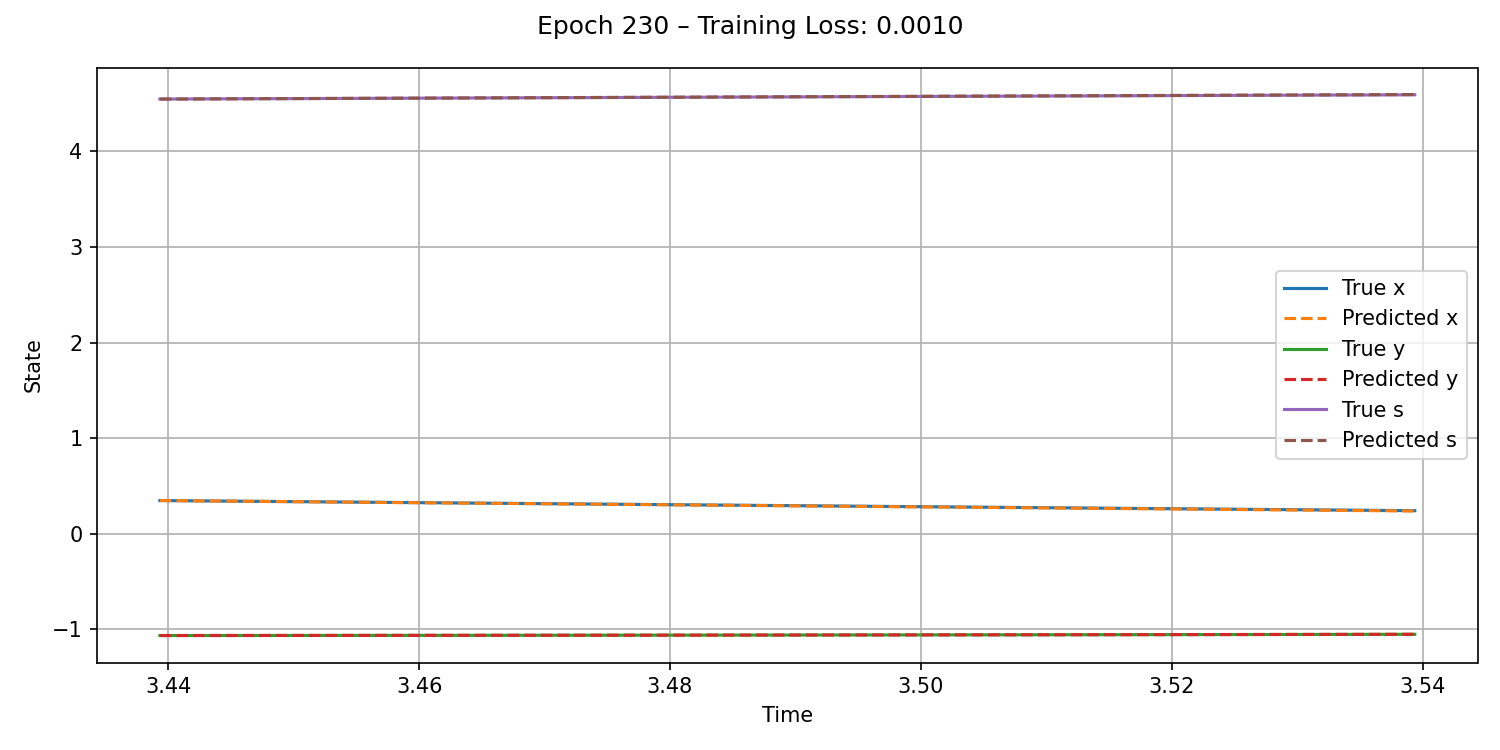 Epoch 230 – Training Loss: 0.0010
State
4
3
2
1
0
−1
True x
Predicted x
True y
Predicted y
True s
Predicted s
3.44 3.46 3.48 3.50 3.52 3.54
Time